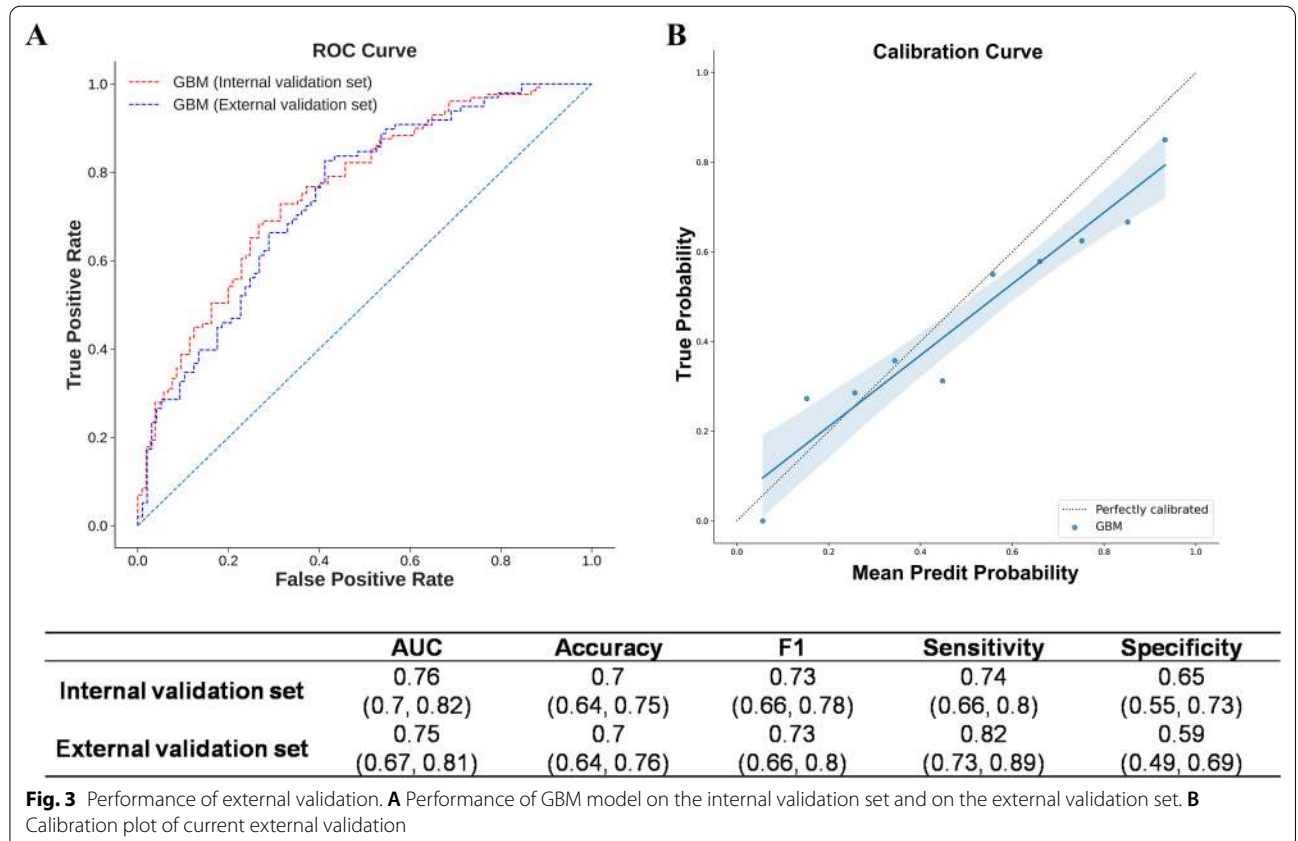 A
ROC Curve
GBM (Internal validation set)
GBM (External validation set)
1.0
0.8
0.6
0.4
0.2
0.0
True Positive Rate
0.0 0.2 0.4 0.6 0.8 1.0
False Positive Rate
B
Calibration Curve
1.0
0.8
0.6
0.4
0.2
0.0
True Probability
Perfectly calibrated
GBM
0.0 0.2 0.4 0.6 0.8 1.0
Mean Predit Probability
AUC Accuracy F1 Sensitivity Specificity
Internal validation set 0.76 0.7 0.73 0.74 0.65
(0.7, 0.82) (0.64, 0.75) (0.66, 0.78) (0.66, 0.8) (0.55, 0.73)
External validation set 0.75 0.7 0.73 0.82 0.59
(0.67, 0.81) (0.64, 0.76) (0.66, 0.8) (0.73, 0.89) (0.49, 0.69)
Fig. 3 Performance of external validation. A Performance of GBM model on the internal validation set and on the external validation set. B
Calibration plot of current external validation